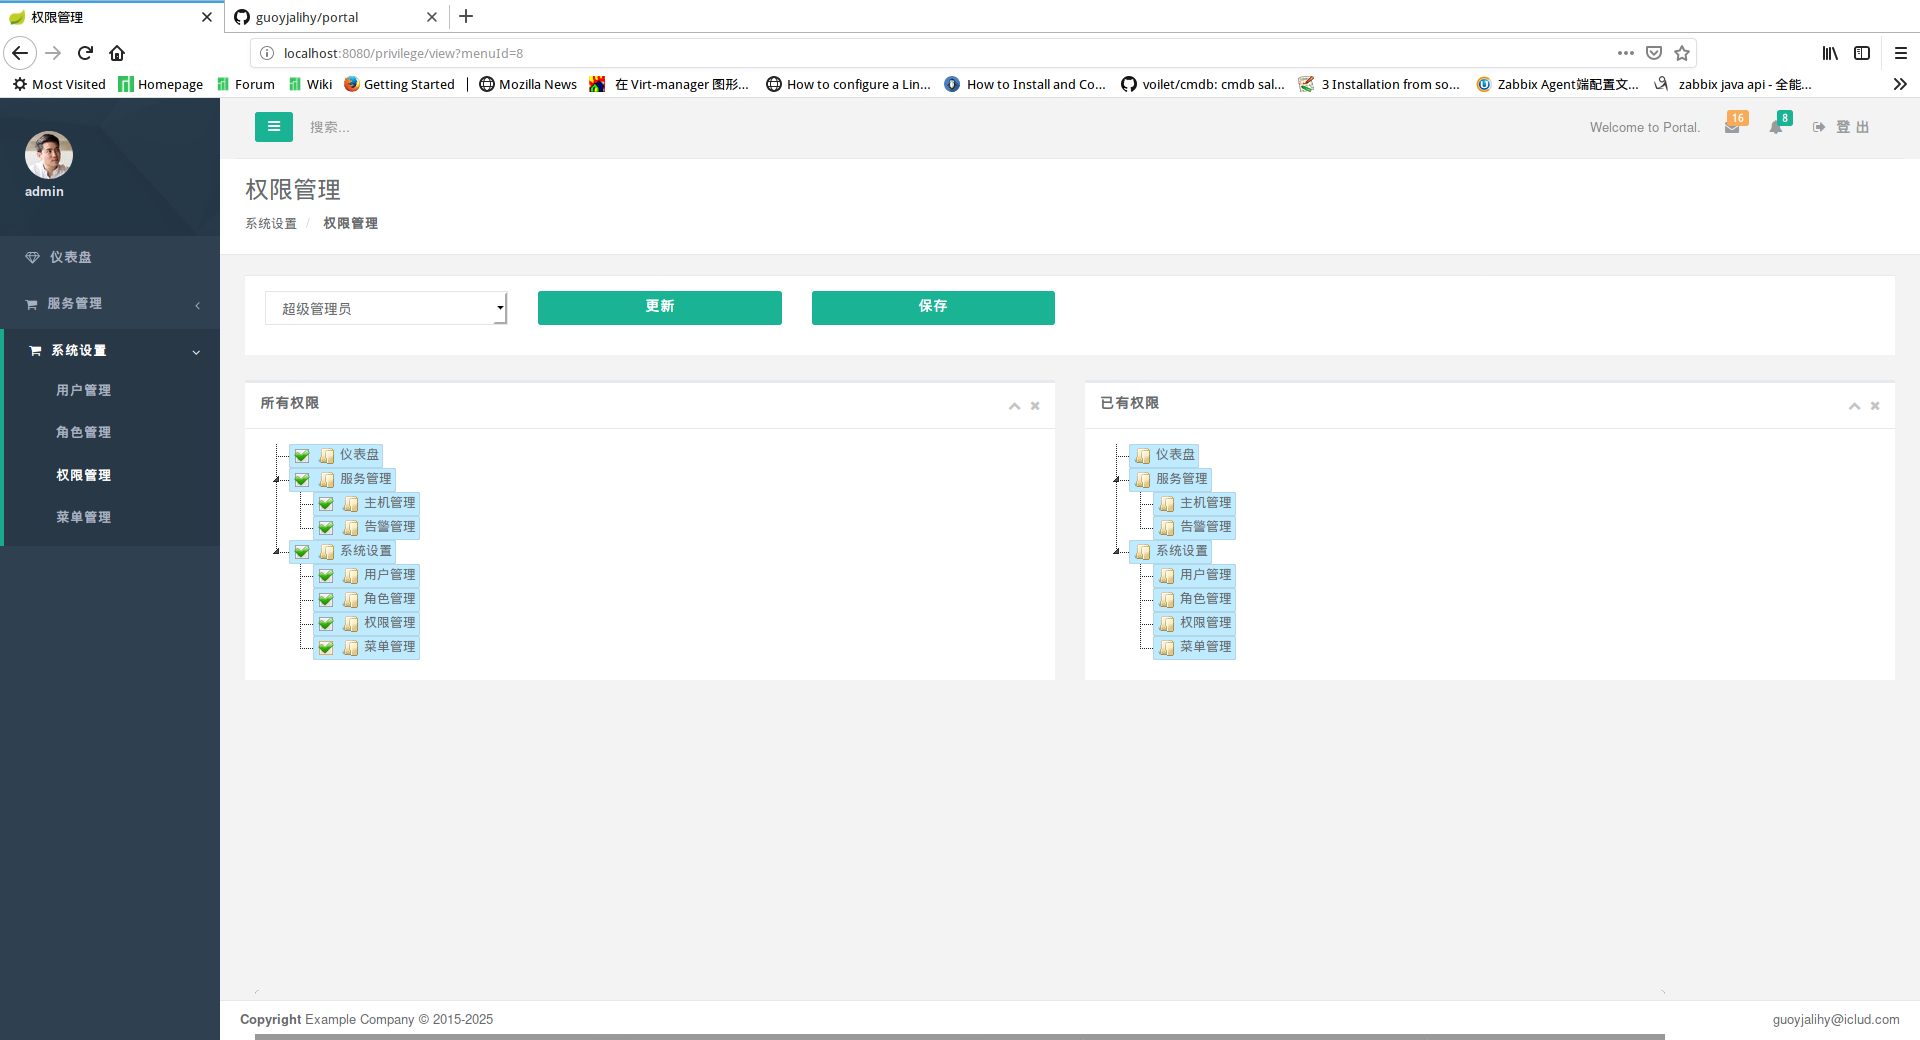 权限管理
guoyjalihy/portal
localhost:8080/privilege/view?menuId=8
Most Visited
Homepage
Forum
Wiki
Getting Started
Mozilla News
在 Virt-manager 图形...
How to configure a Lin...
How to Install and Co...
voilet/cmdb: cmdb sal...
3 Installation from so...
Zabbix Agent端配置文...
zabbix java api - 全能...
admin
仪表盘
服务管理
系统设置
用户管理
角色管理
权限管理
菜单管理
搜索...
Welcome to Portal.
16
8
登 出
权限管理
系统设置 / 权限管理
超级管理员
更新
保存
所有权限
仪表盘
服务管理
主机管理
告警管理
系统设置
用户管理
角色管理
权限管理
菜单管理
已有权限
仪表盘
服务管理
主机管理
告警管理
系统设置
用户管理
角色管理
权限管理
菜单管理
Copyright Example Company © 2015-2025
guoyjalihy@iclud.com